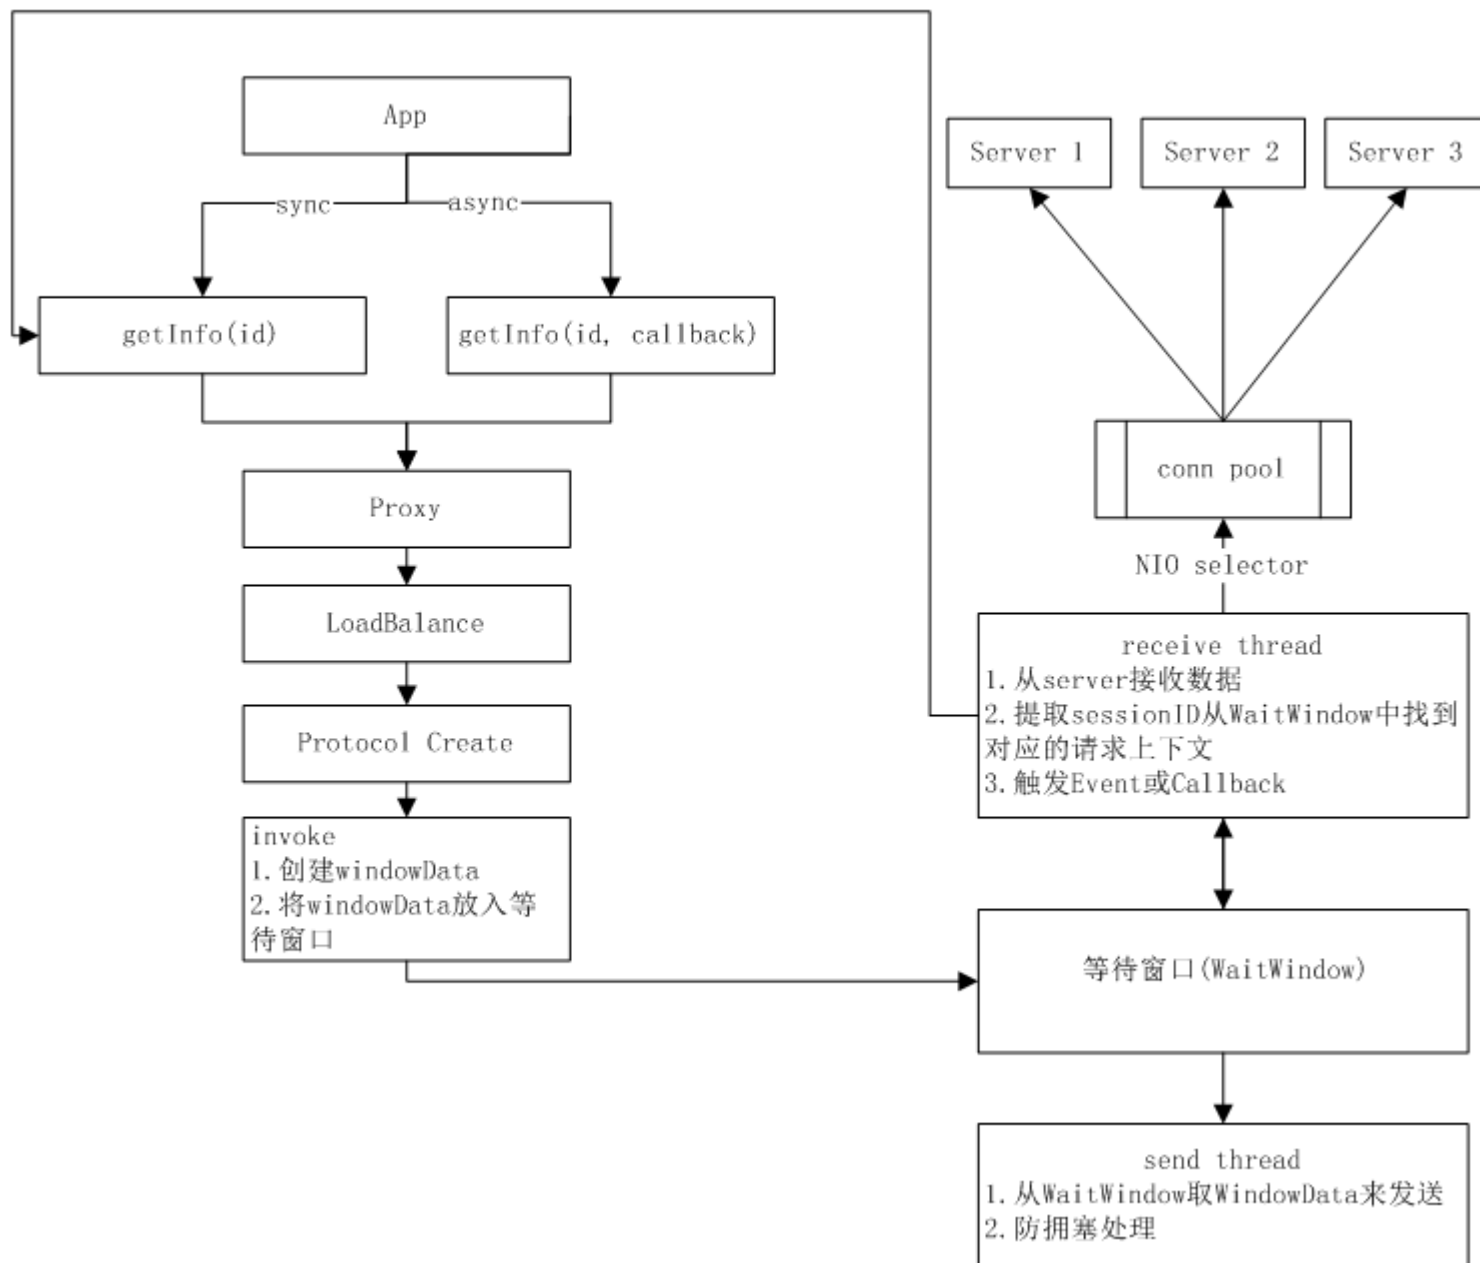 App
sync
async
getInfo(id)
getInfo(id, callback)
Proxy
LoadBalance
Protocol Create
invoke
1.创建windowData
2.将windowData放入等
待窗口
Server 1
Server 2
Server 3
conn pool
NIO selector
receive thread
1.从server接收数据
2.提取sessionID从WaitWindow中找到
对应的请求上下文
3.触发Event或Callback
等待窗口(WaitWindow)
send thread
1.从WaitWindow取WindowData来发送
2.防拥塞处理